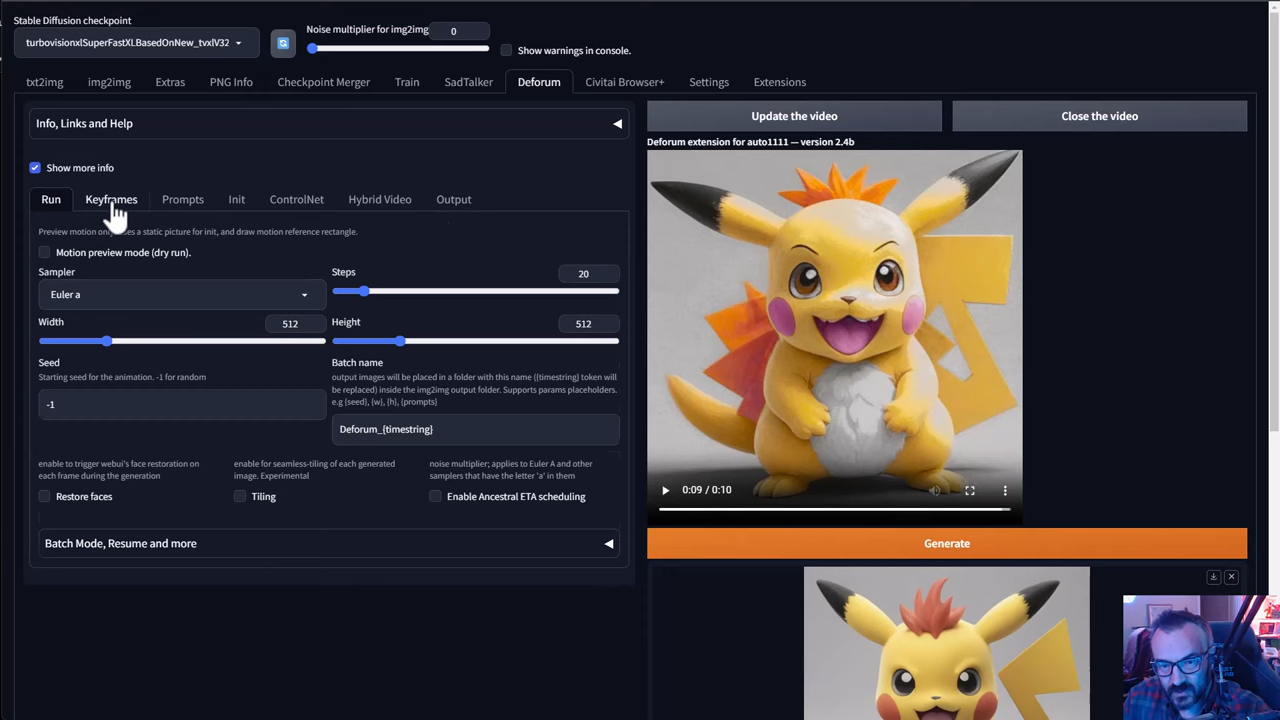 Stable Diffusion checkpoint
turbovisionxlSuperFastXLBasedOnNew_tvxlV32
Noise multiplier for img2img
0
Show warnings in console.
txt2img
img2img
Extras
PNG Info
Checkpoint Merger
Train
SadTalker
Deforum
Civitai Browser+
Settings
Extensions
Info, Links and Help
Show more info
Run
Keyframes
Prompts
Init
ControlNet
Hybrid Video
Output
Preview motion only. Uses a static picture for init, and draw motion reference rectangle.
Motion preview mode (dry run).
Sampler
Euler a
Steps
20
Width
512
Height
512
Seed
Starting seed for the animation. -1 for random
-1
Batch name
output images will be placed in a folder with this name ({timestring} token will
be replaced) inside the img2img output folder. Supports params placeholders.
e.g {seed}, {w}, {h}, {prompts}
Deforum_{timestring}
enable to trigger webui's face restoration on
each frame during the generation
Restore faces
enable for seamless-tiling of each generated
image. Experimental
Tiling
noise multiplier; applies to Euler A and other
samplers that have the letter 'a' in them
Enable Ancestral ETA scheduling
Batch Mode, Resume and more
Update the video
Close the video
Deforum extension for auto1111 — version 2.4b
0:09 / 0:10
Generate